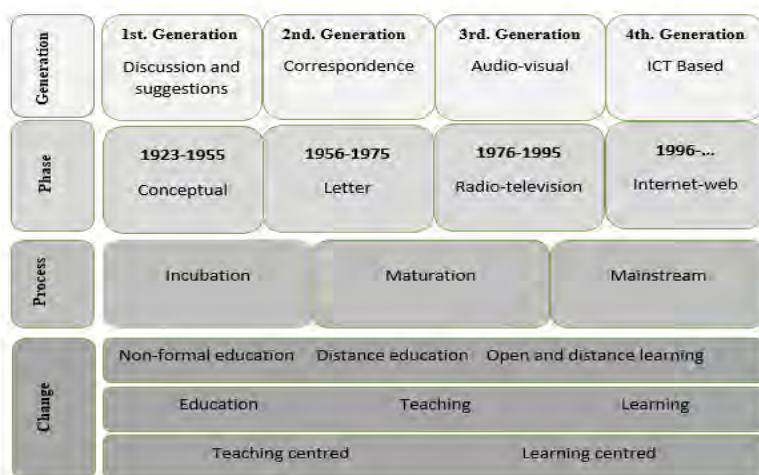 Generation
1st. Generation
Discussion and
suggestions
2nd. Generation
Correspondence
3rd. Generation
Audio-visual
4th. Generation
ICT Based
Phase
1923-1955
Conceptual
1956-1975
Letter
1976-1995
Radio-television
1996-...
Internet-web
Process
Incubation
Maturation
Mainstream
Change
Non-formal education
Distance education
Open and distance learning
Education
Teaching
Learning
Teaching centred
Learning centred